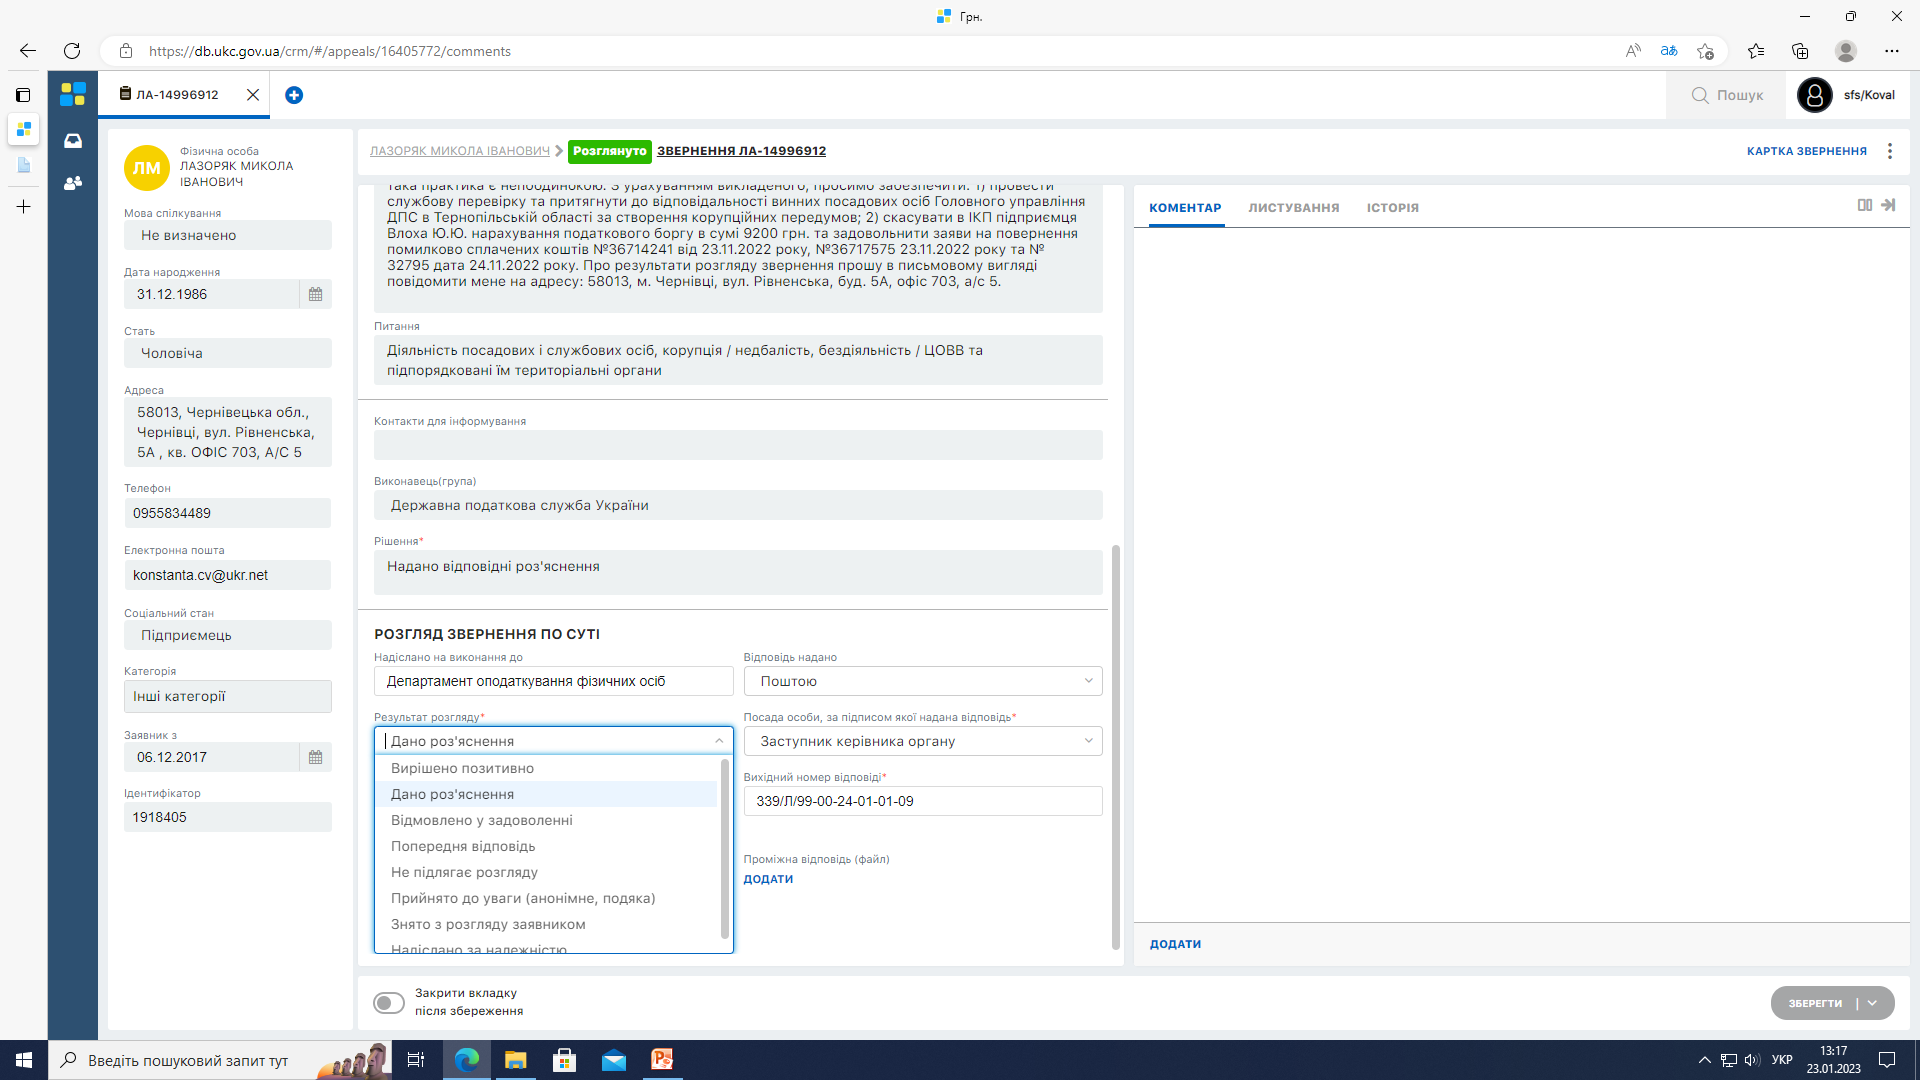 Грн.
https://db.ukc.gov.ua/crm/#/appeals/16405772/comments
ЛА-14996912
Пошук
sfs/Koval
ЛМ
Фізична особа
ЛАЗОРЯК МИКОЛА
ІВАНОВИЧ
Мова спілкування
Не визначено
Дата народження
31.12.1986
Стать
Чоловіча
Адреса
58013, Чернівецька обл.,
Чернівці, вул. Рівненська,
5А , кв. ОФІС 703, А/С 5
Телефон
0955834489
Електронна пошта
konstanta.cv@ukr.net
Соціальний стан
Підприємець
Категорія
Інші категорії
Заявник з
06.12.2017
Ідентифікатор
1918405
ЛАЗОРЯК МИКОЛА ІВАНОВИЧ
Розглянуто
ЗВЕРНЕННЯ ЛА-14996912
КАРТКА ЗВЕРНЕННЯ
така практика є непоодинокою. З урахуванням викладеного, просимо забезпечити: 1) провести
службову перевірку та притягнути до відповідальності винних посадових осіб Головного управління
ДПС в Тернопільській області за створення корупційних передумов; 2) скасувати в ІКП підприємця
Влоха Ю.Ю. нарахування податкового боргу в сумі 9200 грн. та задовольнити заяви на повернення
помилково сплачених коштів №36714241 від 23.11.2022 року, №36717575 23.11.2022 року та №
32795 дата 24.11.2022 року. Про результати розгляду звернення прошу в письмовому вигляді
повідомити мене на адресу: 58013, м. Чернівці, вул. Рівненська, буд. 5А, офіс 703, а/с 5.
Питання
Діяльність посадових і службових осіб, корупція / недбалість, бездіяльність / ЦОВВ та
підпорядковані їм територіальні органи
Контакти для інформування
Виконавець(група)
Державна податкова служба України
Рішення*
Надано відповідні роз'яснення
РОЗГЛЯД ЗВЕРНЕННЯ ПО СУТІ
Надіслано на виконання до
Департамент оподаткування фізичних осіб
Відповідь надано
Поштою
Результат розгляду*
Дано роз'яснення
Вирішено позитивно
Дано роз'яснення
Відмовлено у задоволенні
Попередня відповідь
Не підлягає розгляду
Прийнято до уваги (анонімне, подяка)
Знято з розгляду заявником
Надіслано за належністю
Посада особи, за підписом якої надана відповідь*
Заступник керівника органу
Вихідний номер відповіді*
339/Л/99-00-24-01-01-09
Проміжна відповідь (файл)
ДОДАТИ
КОМЕНТАР
ЛИСТУВАННЯ
ІСТОРІЯ
ДОДАТИ
Закрити вкладку
після збереження
ЗБЕРЕГТИ
Введіть пошуковий запит тут
УКР
13:17
23.01.2023